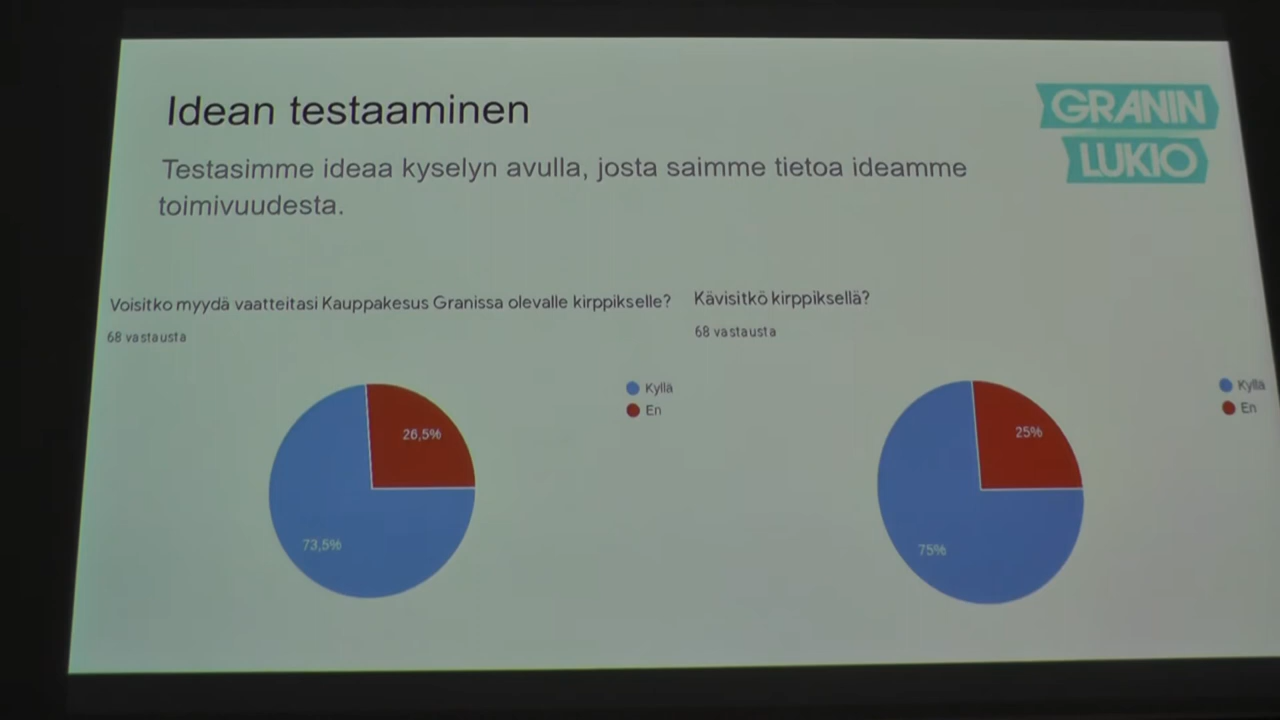 Idean testaaminen
GRANIN
LUKIO
Testasimme ideaa kyselyn avulla, josta saimme tietoa ideamme
toimivuudesta.
Voisitko myydä vaatteitasi Kauppakesus Granissa olevalle kirppikselle?
68 vastausta
Kyllä
En
26,5%
73,5%
Kävisitkö kirppiksellä?
68 vastausta
Kyllä
En
25%
75%